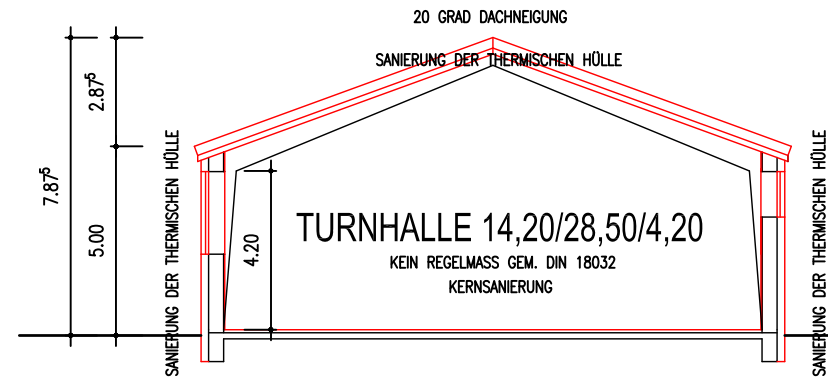 20 GRAD DACHNEIGUNG
SANIERUNG DER THERMISCHEN HÜLLE
2.87⁵
7.87⁵
5.00
SANIERUNG DER THERMISCHEN HÜLLE
4.20
TURNHALLE 14,20/28,50/4,20
KEIN REGELMASS GEM. DIN 18032
KERNSANIERUNG
SANIERUNG DER THERMISCHEN HÜLLE